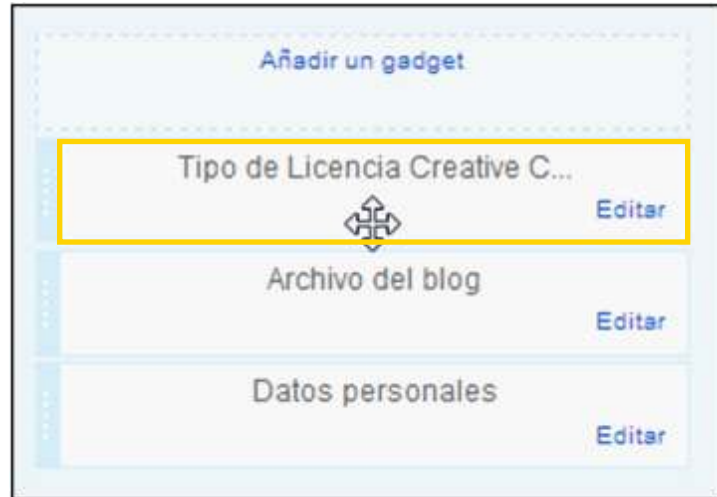 Añadir un gadget
Tipo de Licencia Creative C...
Editar
Archivo del blog
Editar
Datos personales
Editar